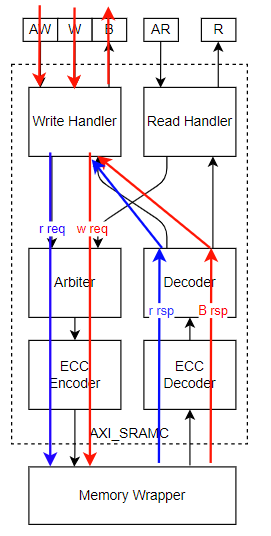 AW W B AR R
Write Handler Read Handler
r req w req
Arbiter Decoder
r rsp B rsp
ECC Encoder
ECC Decoder
AXI_SRAMC
Memory Wrapper